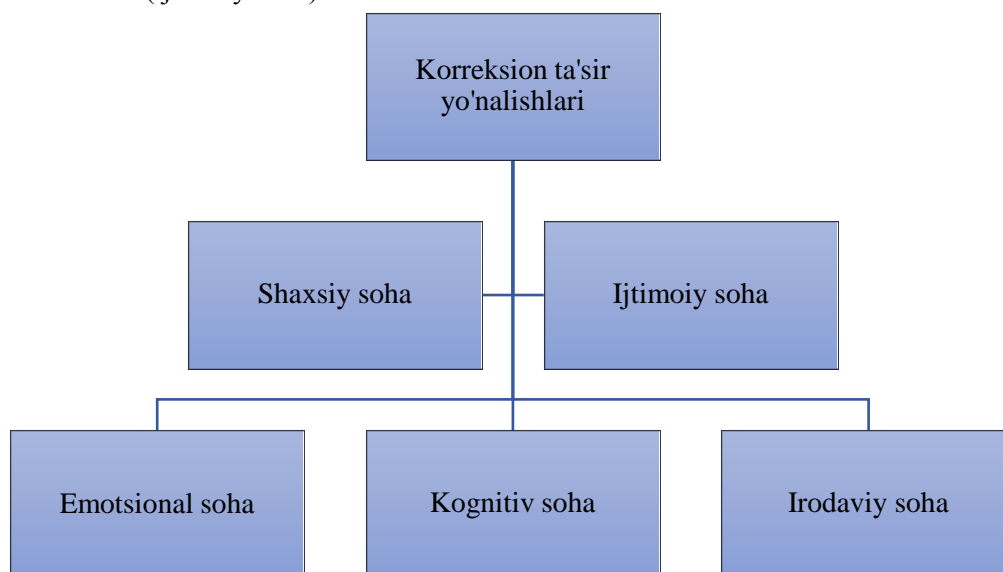 Korreksion ta'sir
yo'nalishlari
Shaxsiy soha
Ijtimoiy soha
Emotsional soha
Kognitiv soha
Irodaviy soha